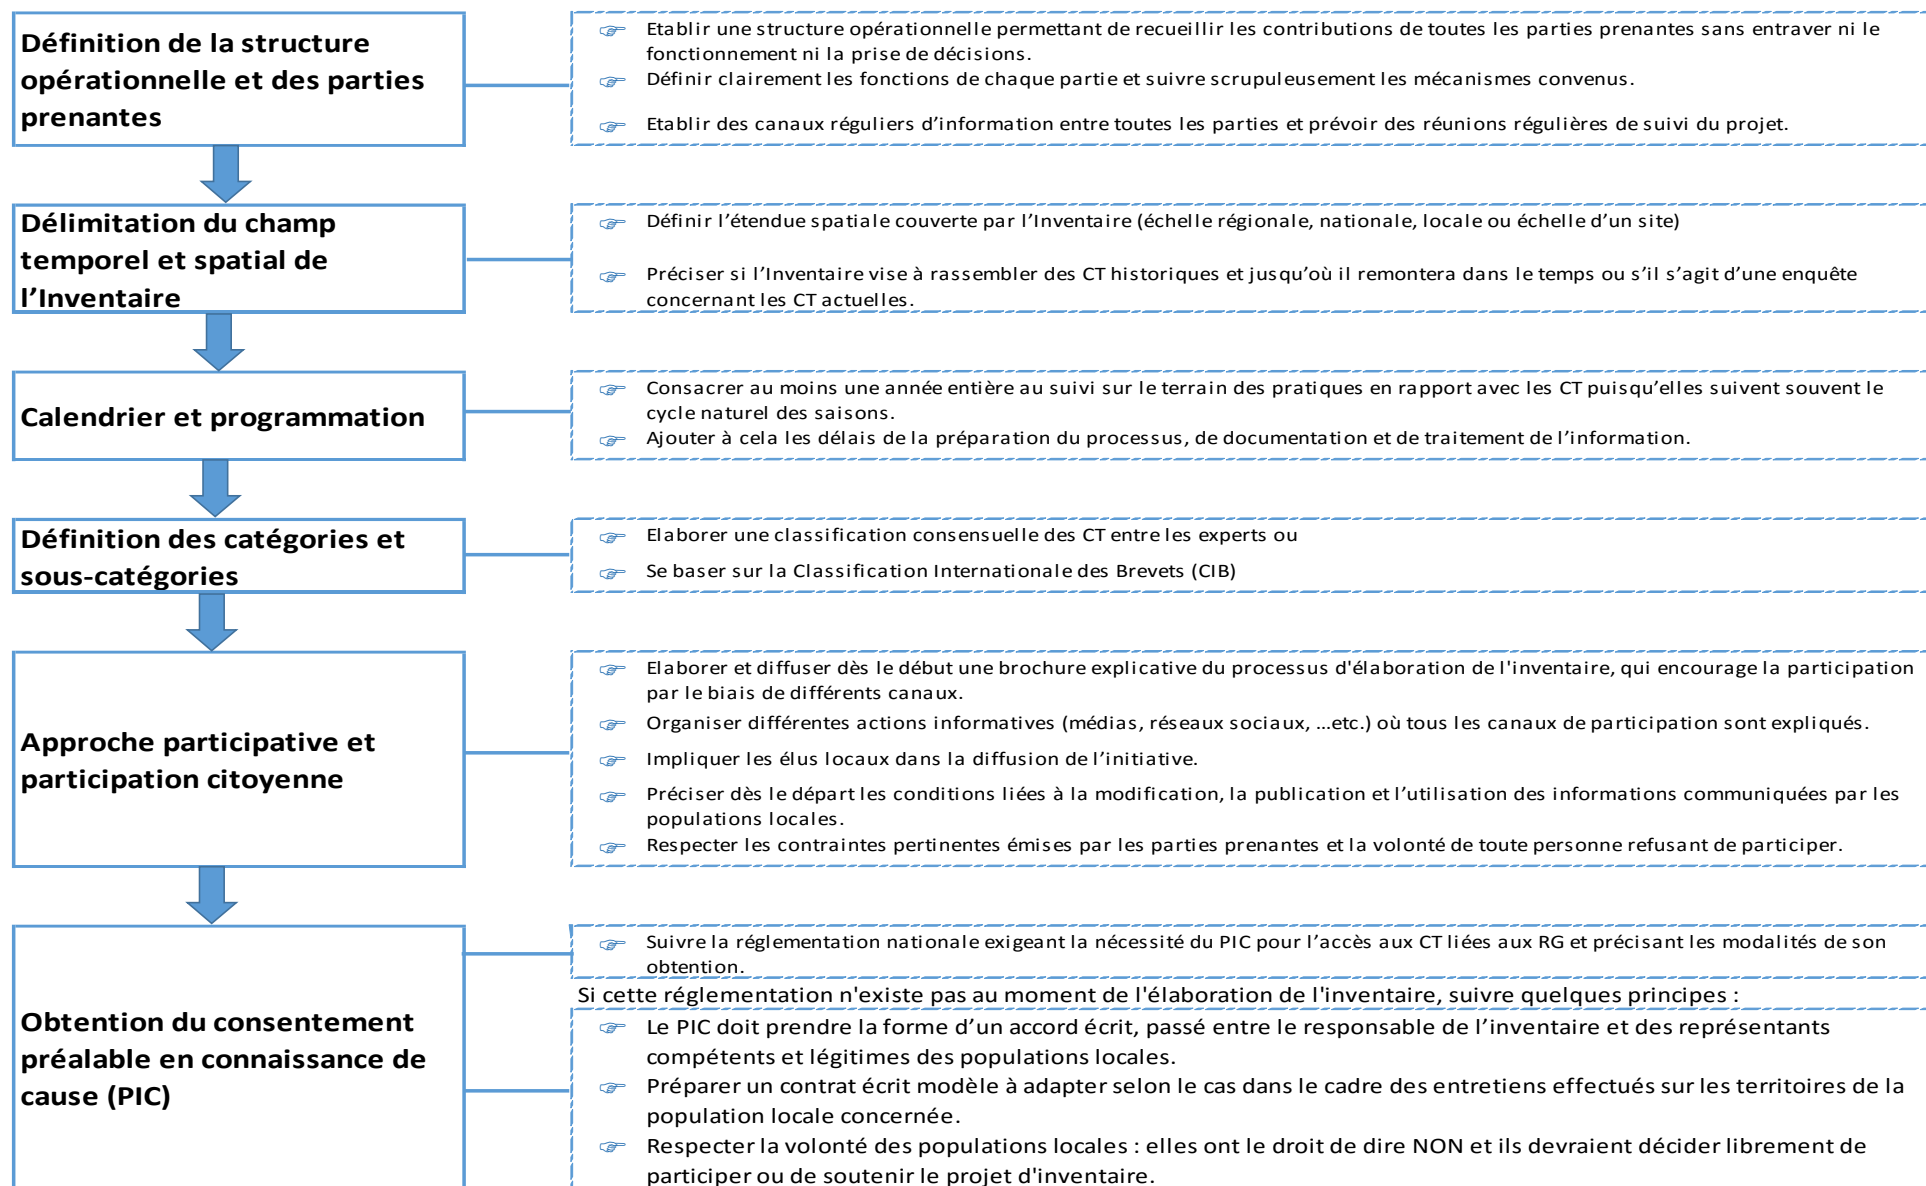 Définition de la structure
opérationnelle et des parties
prenantes
Etablir une structure opérationnelle permettant de recueillir les contributions de toutes les parties prenantes sans entraver ni le
fonctionnement ni la prise de décisions.
Définir clairement les fonctions de chaque partie et suivre scrupuleusement les mécanismes convenus.
Etablir des canaux réguliers d’information entre toutes les parties et prévoir des réunions régulières de suivi du projet.
Délimitation du champ
temporel et spatial de
l’Inventaire
Définir l’étendue spatiale couverte par l’Inventaire (échelle régionale, nationale, locale ou échelle d’un site)
Préciser si l’Inventaire vise à rassembler des CT historiques et jusqu’où il remontera dans le temps ou s’il s’agit d’une enquête
concernant les CT actuelles.
Calendrier et programmation
Consacrer au moins une année entière au suivi sur le terrain des pratiques en rapport avec les CT puisqu’elles suivent souvent le
cycle naturel des saisons.
Ajouter à cela les délais de la préparation du processus, de documentation et de traitement de l’information.
Définition des catégories et
sous-catégories
Elaborer une classification consensuelle des CT entre les experts ou
Se baser sur la Classification Internationale des Brevets (CIB)
Approche participative et
participation citoyenne
Elaborer et diffuser dès le début une brochure explicative du processus d'élaboration de l'inventaire, qui encourage la participation
par le biais de différents canaux.
Organiser différentes actions informatives (médias, réseaux sociaux, …etc.) où tous les canaux de participation sont expliqués.
Impliquer les élus locaux dans la diffusion de l’initiative.
Préciser dès le départ les conditions liées à la modification, la publication et l’utilisation des informations communiquées par les
populations locales.
Respecter les contraintes pertinentes émises par les parties prenantes et la volonté de toute personne refusant de participer.
Obtention du consentement
préalable en connaissance de
cause (PIC)
Suivre la réglementation nationale exigeant la nécessité du PIC pour l’accès aux CT liées aux RG et précisant les modalités de son
obtention.
Si cette réglementation n'existe pas au moment de l'élaboration de l'inventaire, suivre quelques principes :
Le PIC doit prendre la forme d’un accord écrit, passé entre le responsable de l’inventaire et des représentants
compétents et légitimes des populations locales.
Préparer un contrat écrit modèle à adapter selon le cas dans le cadre des entretiens effectués sur les territoires de la
population locale concernée.
Respecter la volonté des populations locales : elles ont le droit de dire NON et ils devraient décider librement de
participer ou de soutenir le projet d'inventaire.